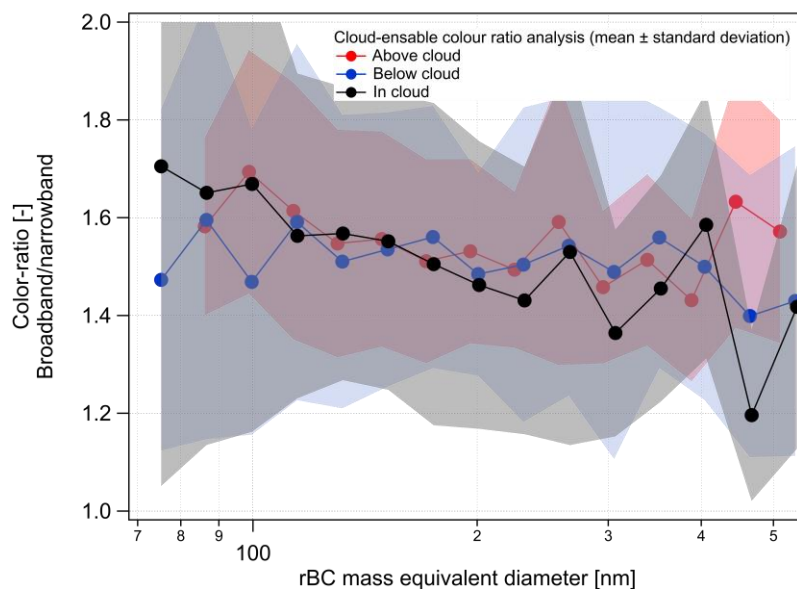 Cloud-ensable colour ratio analysis (mean ± standard deviation)
Above cloud
Below cloud
In cloud
Color-ratio [-]
Broadband/narrowband
2.0
1.8
1.6
1.4
1.2
1.0
7 8 9 100 2 3 4 5
rBC mass equivalent diameter [nm]